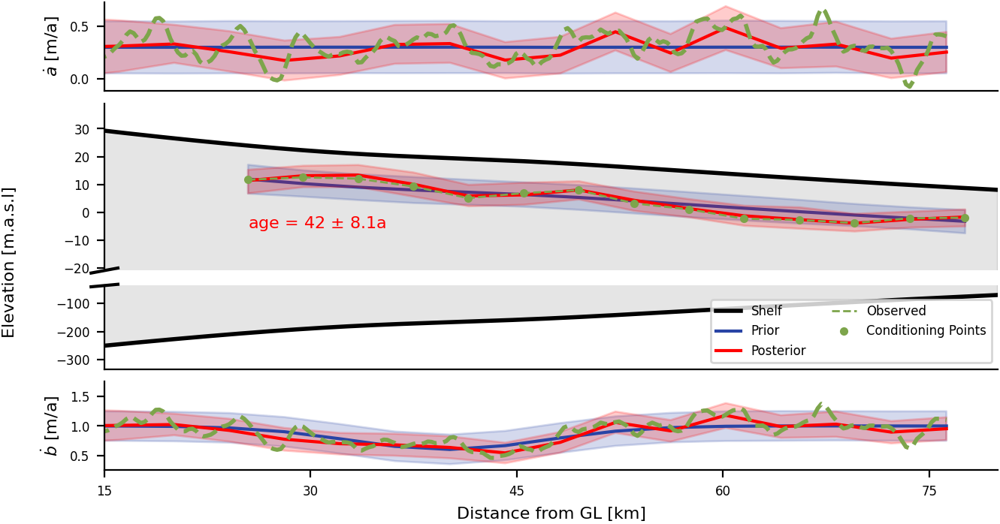 ȧ [m/a]
0.5
0.0
Elevation [m.a.s.l]
30
20
10
0
−10
−20
age = 42 ± 8.1a
−100
−200
−300
Shelf
Prior
Posterior
Observed
Conditioning Points
ḃ [m/a]
1.5
1.0
0.5
15
30
45
60
75
Distance from GL [km]